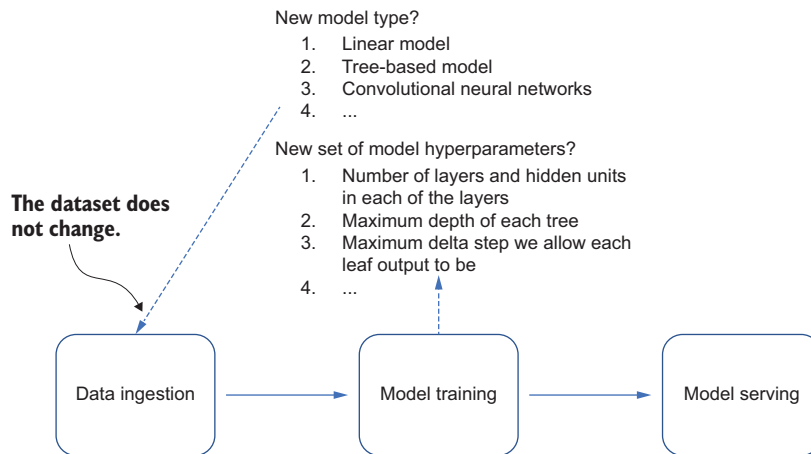 New model type?
1. Linear model
2. Tree-based model
3. Convolutional neural networks
4. ...
New set of model hyperparameters?
1. Number of layers and hidden units
in each of the layers
2. Maximum depth of each tree
3. Maximum delta step we allow each
leaf output to be
4. ...
The dataset does
not change.
Data ingestion
Model training
Model serving